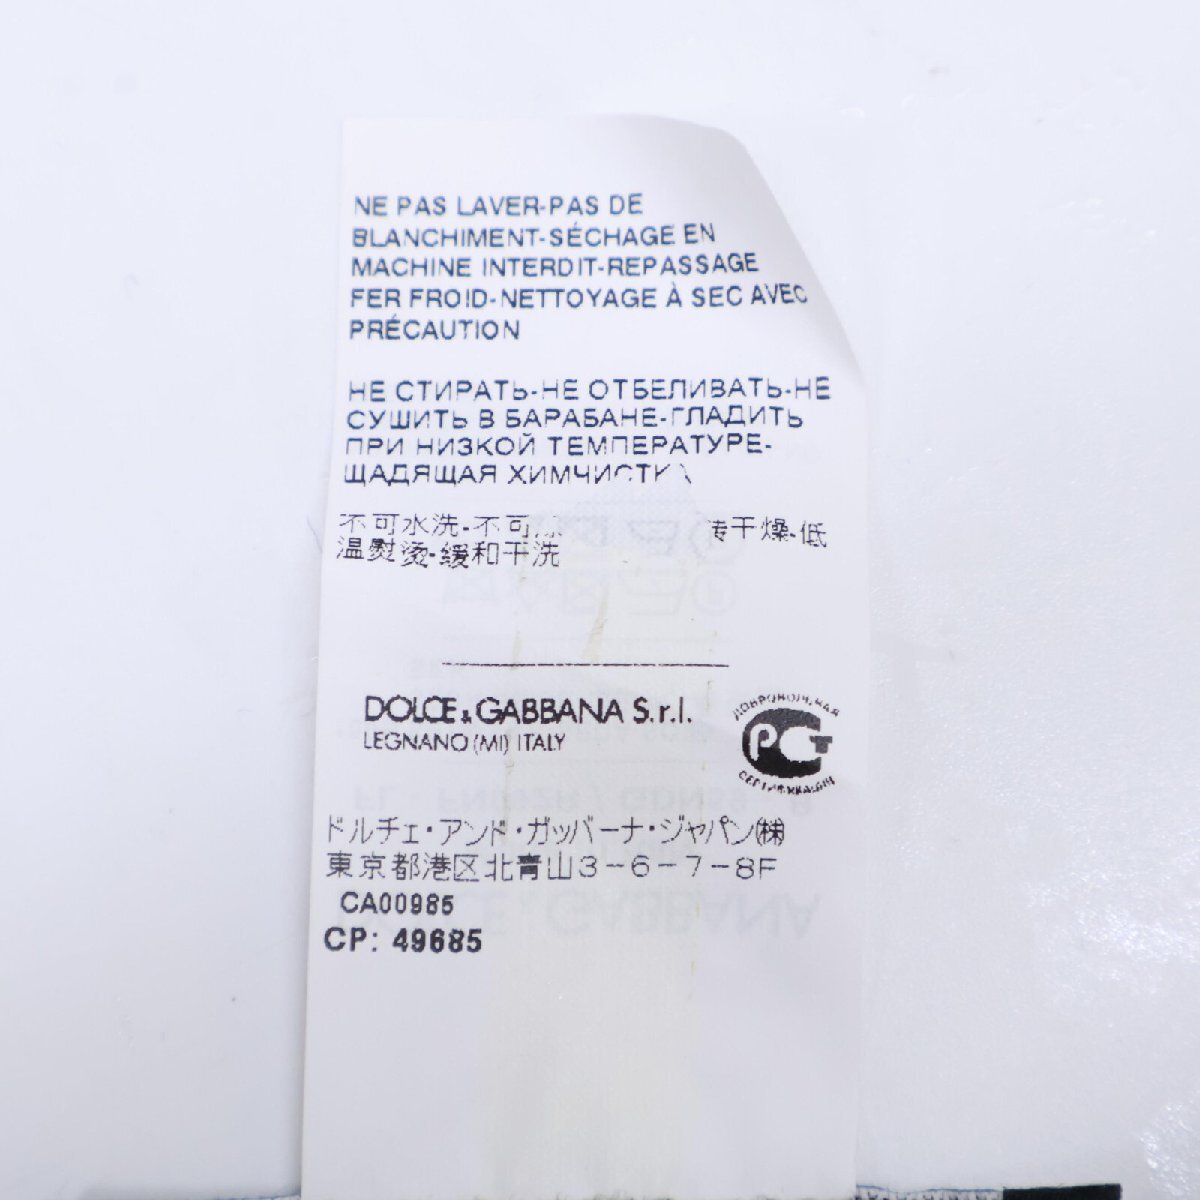 NE PAS LAVER-PAS DE
BLANCHIMENT-SÉCHAGE EN
MACHINE INTERDIT-REPASSAGE
FER FROID-NETTOYAGE À SEC AVEC
PRÉCAUTION
НЕ СТИРАТЬ-НЕ ОТБЕЛИВАТЬ-НЕ
СУШИТЬ В БАРАБАНЕ-ГЛАДИТЬ
ПРИ НИЗКОЙ ТЕМПЕРАТУРЕ-
ЩАДЯЩАЯ ХИМЧИСТКА
不可水洗-不可 干燥-低
温熨烫-缓和干洗
DOLCE & GABBANA S.r.l.
LEGNANO (MI) ITALY
ДОБРОВОЛЬНАЯ
РСТ
СЕРТИФИКАЦИЯ
ドルチェ・アンド・ガッバーナ・ジャパン㈱
東京都港区北青山3-6-7-8F
CA00985
CP: 49685